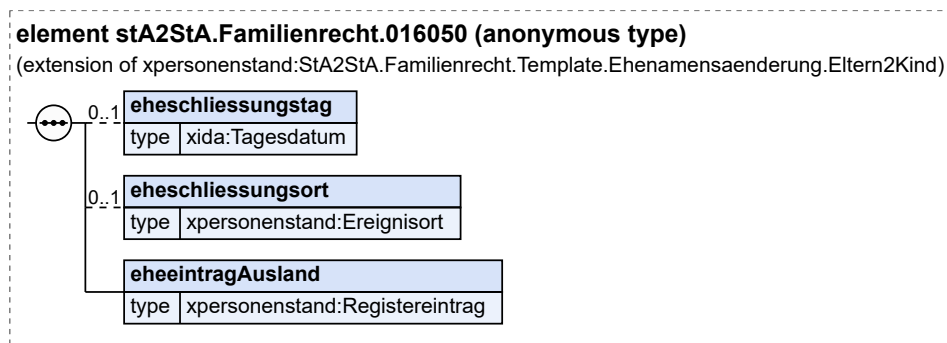 element stA2StA.Familienrecht.016050 (anonymous type)
(extension of xpersonenstand:StA2StA.Familienrecht.Template.Ehenamensaenderung.Eltern2Kind)
0..1 eheschliessungstag
type xida:Tagesdatum
0..1 eheschliessungsort
type xpersonenstand:Ereignisort
eheeintragAusland
type xpersonenstand:Registereintrag